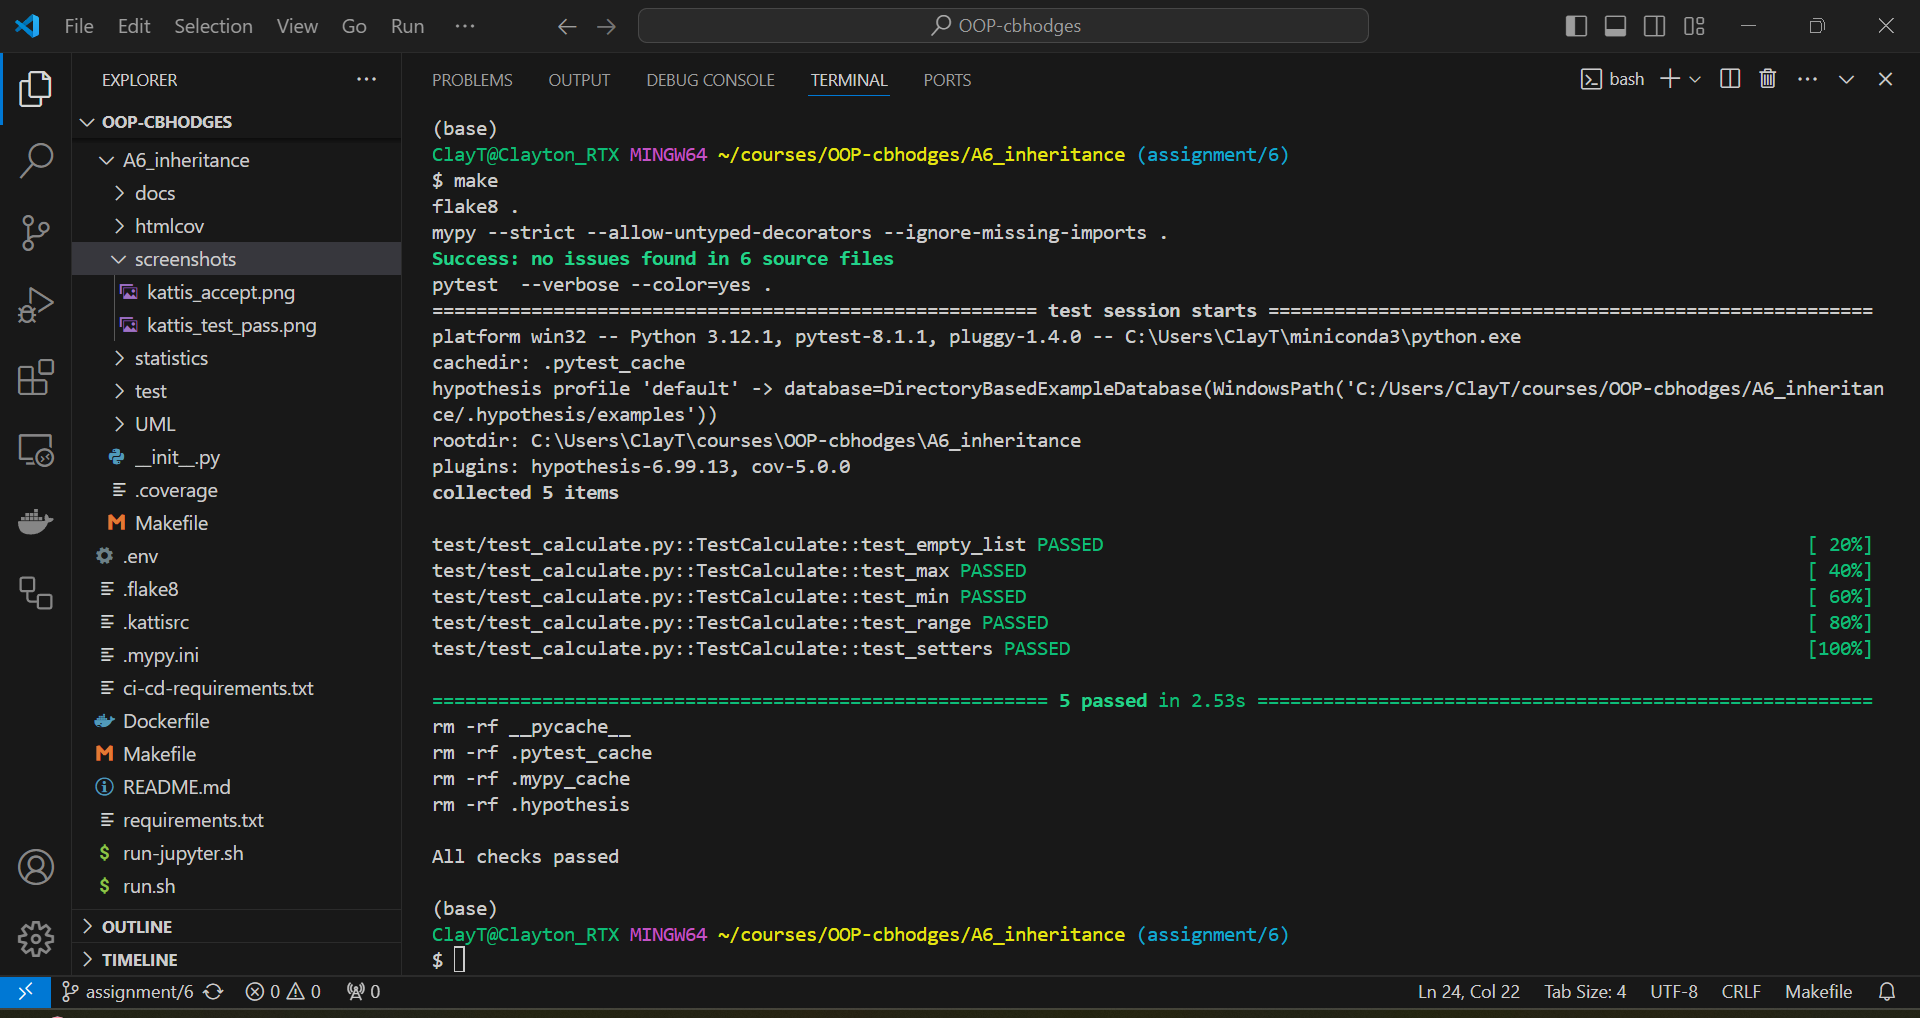 File Edit Selection View Go Run ···
OOP-cbhodges
EXPLORER ···
OOP-CBHODGES
A6_inheritance
docs
htmlcov
screenshots
kattis_accept.png
kattis_test_pass.png
statistics
test
UML
__init__.py
.coverage
Makefile
.env
.flake8
.kattisrc
.mypy.ini
ci-cd-requirements.txt
Dockerfile
Makefile
README.md
requirements.txt
run-jupyter.sh
run.sh
OUTLINE
TIMELINE
PROBLEMS OUTPUT DEBUG CONSOLE TERMINAL PORTS
bash
(base)
ClayT@Clayton_RTX MINGW64 ~/courses/OOP-cbhodges/A6_inheritance (assignment/6)
$ make
flake8 .
mypy --strict --allow-untyped-decorators --ignore-missing-imports .
Success: no issues found in 6 source files
pytest  --verbose --color=yes .
======================================================= test session starts =======================================================
platform win32 -- Python 3.12.1, pytest-8.1.1, pluggy-1.4.0 -- C:\Users\ClayT\miniconda3\python.exe
cachedir: .pytest_cache
hypothesis profile 'default' -> database=DirectoryBasedExampleDatabase(WindowsPath('C:/Users/ClayT/courses/OOP-cbhodges/A6_inheritan
ce/.hypothesis/examples'))
rootdir: C:\Users\ClayT\courses\OOP-cbhodges\A6_inheritance
plugins: hypothesis-6.99.13, cov-5.0.0
collected 5 items
test/test_calculate.py::TestCalculate::test_empty_list PASSED [ 20%]
test/test_calculate.py::TestCalculate::test_max PASSED [ 40%]
test/test_calculate.py::TestCalculate::test_min PASSED [ 60%]
test/test_calculate.py::TestCalculate::test_range PASSED [ 80%]
test/test_calculate.py::TestCalculate::test_setters PASSED [100%]
======================================================== 5 passed in 2.53s ========================================================
rm -rf __pycache__
rm -rf .pytest_cache
rm -rf .mypy_cache
rm -rf .hypothesis
All checks passed
(base)
ClayT@Clayton_RTX MINGW64 ~/courses/OOP-cbhodges/A6_inheritance (assignment/6)
$
assignment/6 0 0 0 Ln 24, Col 22 Tab Size: 4 UTF-8 CRLF Makefile